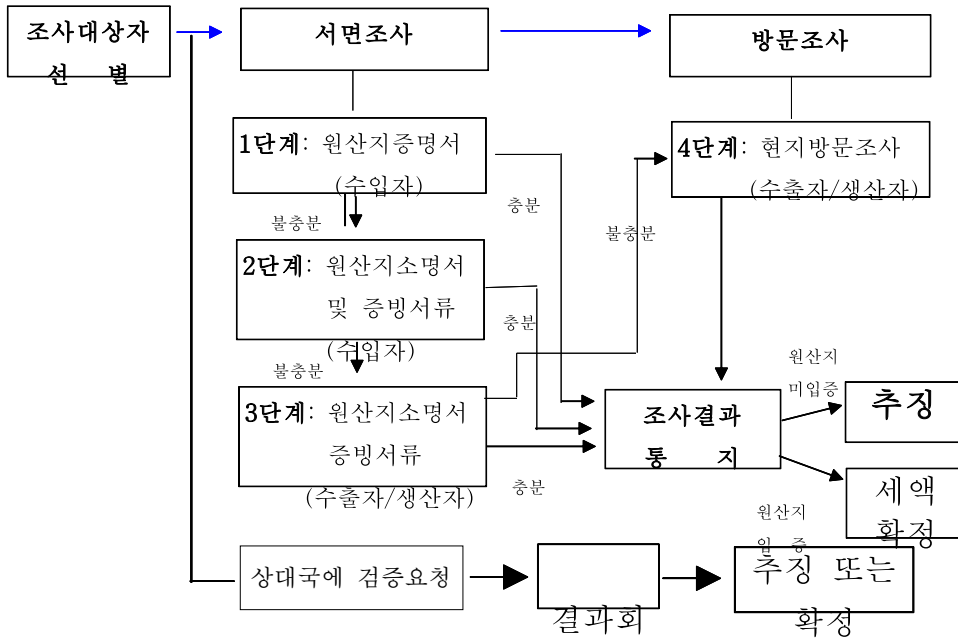 조사대상자
선 별
서면조사
방문조사
1단계: 원산지증명서
(수입자)
4단계: 현지방문조사
(수출자/생산자)
불충분
충분
불충분
2단계: 원산지소명서
및 증빙서류
(수입자)
충분
불충분
3단계: 원산지소명서
증빙서류
(수출자/생산자)
충분
조사결과
통 지
원산지
미입증
추징
세액
확정
원산지
입 증
상대국에 검증요청
결과회
추징 또는
확정